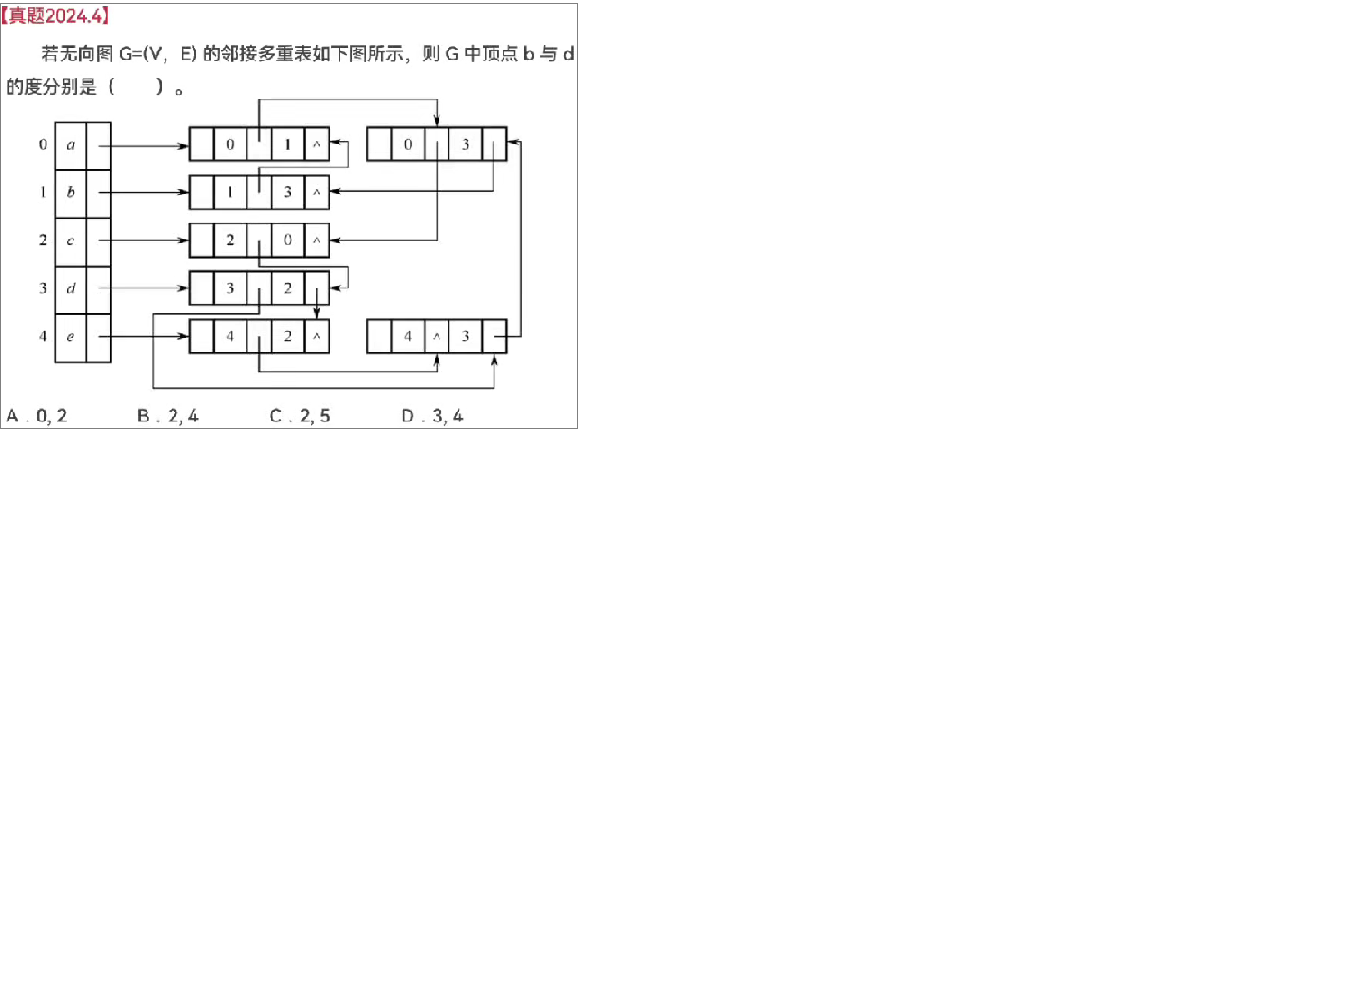 【真题2024.4】
若无向图 G=(V, E) 的邻接多重表如下图所示，则 G 中顶点 b 与 d
的度分别是（  ）。
0 a 0 1 ^ 0 3
1 b 1 3 ^
2 c 2 0 ^
3 d 3 2
4 e 4 2 ^ 4 ^ 3
A . 0, 2 B . 2, 4 C . 2, 5 D . 3, 4